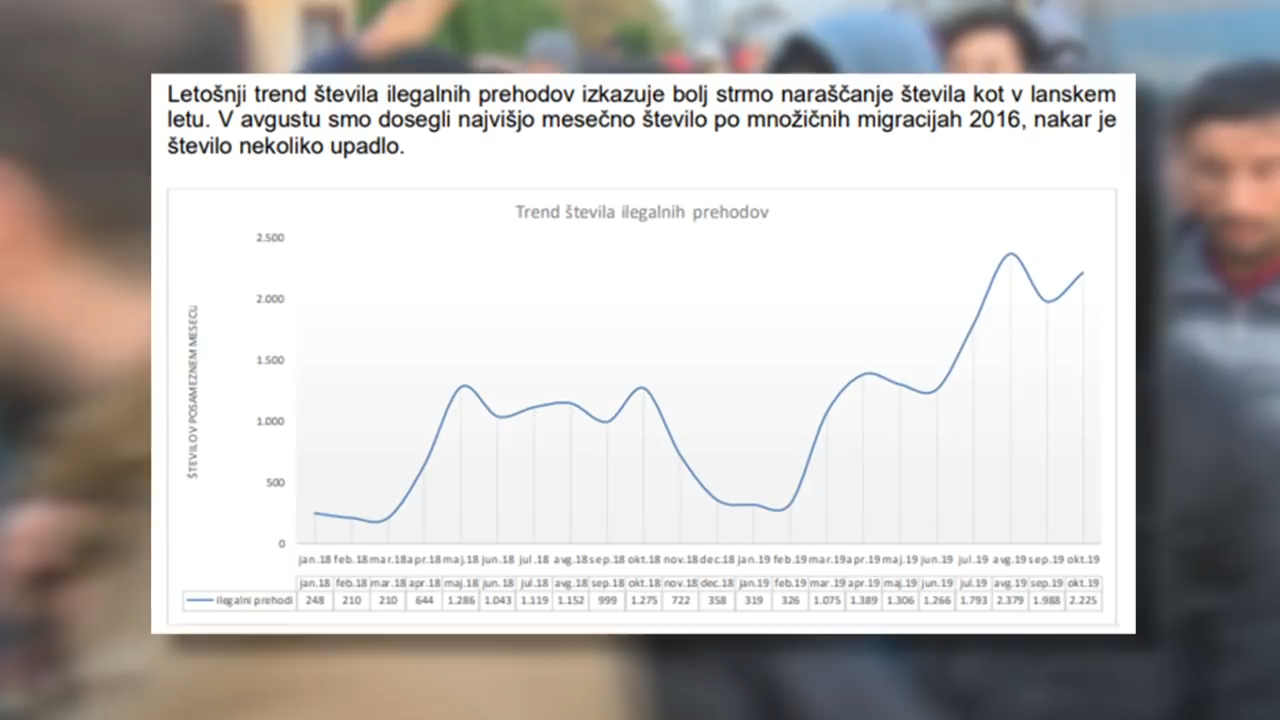 Letošnji trend števila ilegalnih prehodov izkazuje bolj strmo naraščanje števila kot v lanskem
letu. V avgustu smo dosegli najvišjo mesečno število po množičnih migracijah 2016, nakar je
število nekoliko upadlo.
Trend števila ilegalnih prehodov
2.500
2.000
1.500
1.000
500
0
ŠTEVILO V POSAMEZNEM MESECU
jan.18 feb.18 mar.18 apr.18 maj.18 jun.18 jul.18 avg.18 sep.18 okt.18 nov.18 dec.18 jan.19 feb.19 mar.19 apr.19 maj.19 jun.19 jul.19 avg.19 sep.19 okt.19
jan.18 feb.18 mar.18 apr.18 maj.18 jun.18 jul.18 avg.18 sep.18 okt.18 nov.18 dec.18 jan.19 feb.19 mar.19 apr.19 maj.19 jun.19 jul.19 avg.19 sep.19 okt.19
ilegalni prehodi 248 210 210 644 1.286 1.043 1.119 1.152 999 1.275 722 358 319 326 1.075 1.389 1.306 1.266 1.793 2.379 1.988 2.225